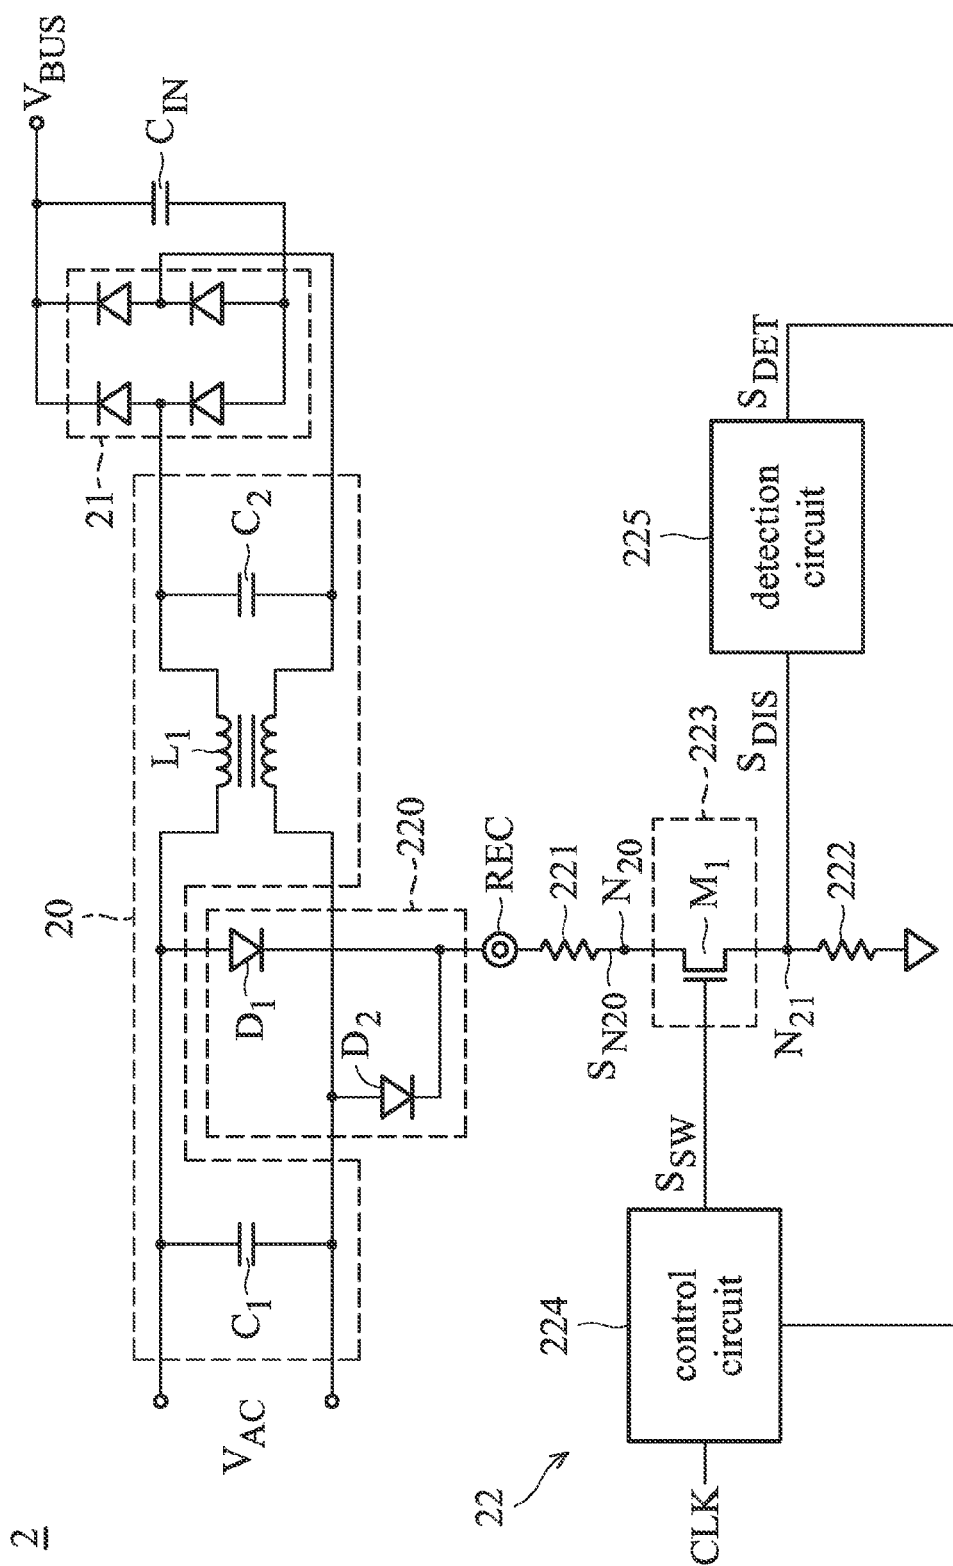 2
20
21
V_BUS
C_IN
V_AC
C_1
D_1
D_2
L_1
C_2
220
REC
221
N_20
S_N20
22
CLK
224
control
circuit
S_SW
223
M_1
N_21
222
S_DIS
225
detection
circuit
S_DET